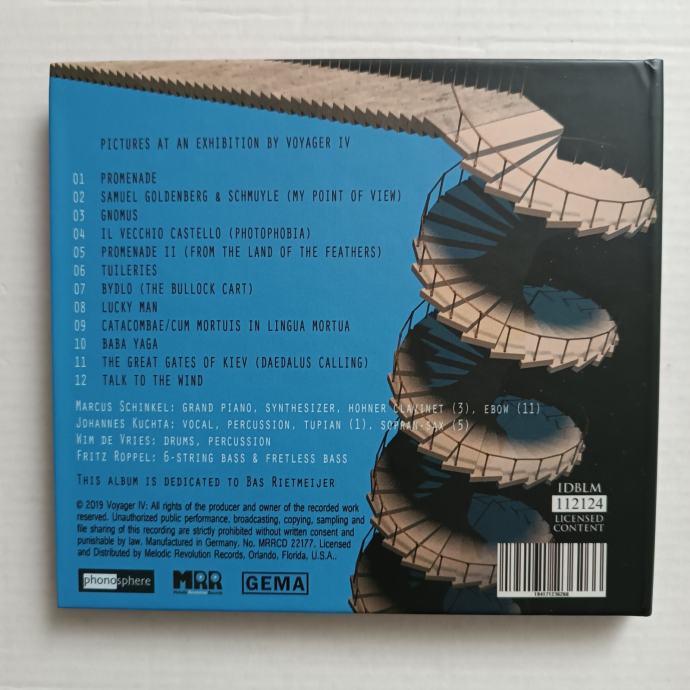 PICTURES AT AN EXHIBITION BY VOYAGER IV
01 PROMENADE
02 SAMUEL GOLDENBERG & SCHMUYLE (MY POINT OF VIEW)
03 GNOMUS
04 IL VECCHIO CASTELLO (PHOTOPHOBIA)
05 PROMENADE II (FROM THE LAND OF THE FEATHERS)
06 TUILERIES
07 BYDLO (THE BULLOCK CART)
08 LUCKY MAN
09 CATACOMBAE/CUM MORTUIS IN LINGUA MORTUA
10 BABA YAGA
11 THE GREAT GATES OF KIEV (DAEDALUS CALLING)
12 TALK TO THE WIND
MARCUS SCHINKEL: GRAND PIANO, SYNTHESIZER, HOHNER CLAVINET (3), EBOW (11)
JOHANNES KUCHTA: VOCAL, PERCUSSION, TUPIAN (1), SOPRAN-SAX (5)
WIM DE VRIES: DRUMS, PERCUSSION
FRITZ ROPPEL: 6-STRING BASS & FRETLESS BASS
THIS ALBUM IS DEDICATED TO BAS RIETMEIJER
© 2019 Voyager IV: All rights of the producer and owner of the recorded work
reserved. Unauthorized public performance, broadcasting, copying, sampling and
file sharing of this recording are strictly prohibited without written consent and
punishable by law. Manufactured in Germany. No. MRRCD 22177. Licensed
and Distributed by Melodic Revolution Records, Orlando, Florida, U.S.A..
phonosphere
MRR
Melodic Revolution Records
GEMA
IDBLM
112124
LICENSED
CONTENT